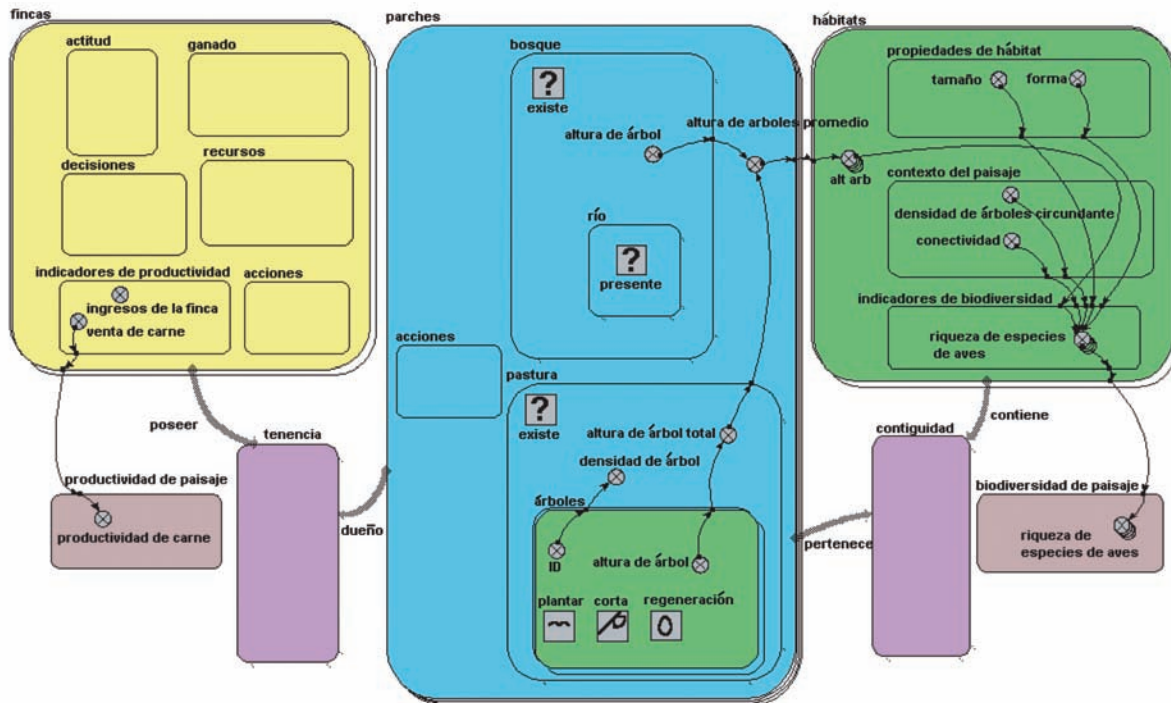 fincas
actitud
ganado
decisiones
recursos
indicadores de productividad
acciones
ingresos de la finca
venta de carne
poseer
tenencia
productividad de paisaje
productividad de carne
dueño
parches
bosque
?
existe
altura de árbol
altura de arboles promedio
río
?
presente
acciones
pastura
?
existe
altura de árbol total
densidad de árbol
árboles
ID
altura de árbol
plantar
corta
regeneración
pertenece
hábitats
propiedades de hábitat
tamaño
forma
alt arb
contexto del paisaje
densidad de árboles circundante
conectividad
indicadores de biodiversidad
riqueza de especies
de aves
contiene
contiguidad
biodiversidad de paisaje
riqueza de
especies de aves